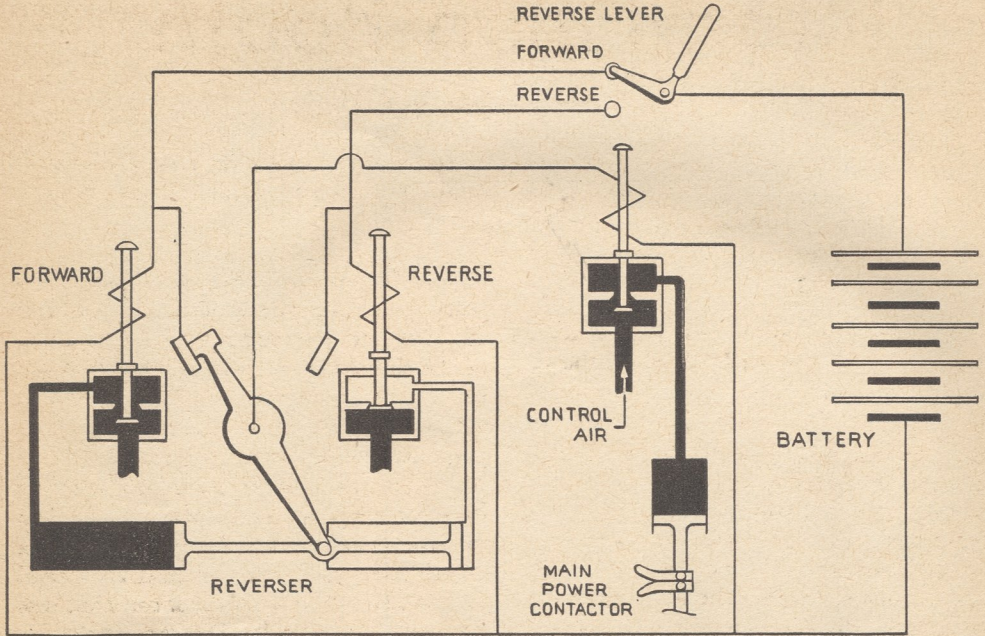 REVERSE LEVER
FORWARD
REVERSE
FORWARD
REVERSE
CONTROL
AIR
BATTERY
REVERSER
MAIN
POWER
CONTACTOR